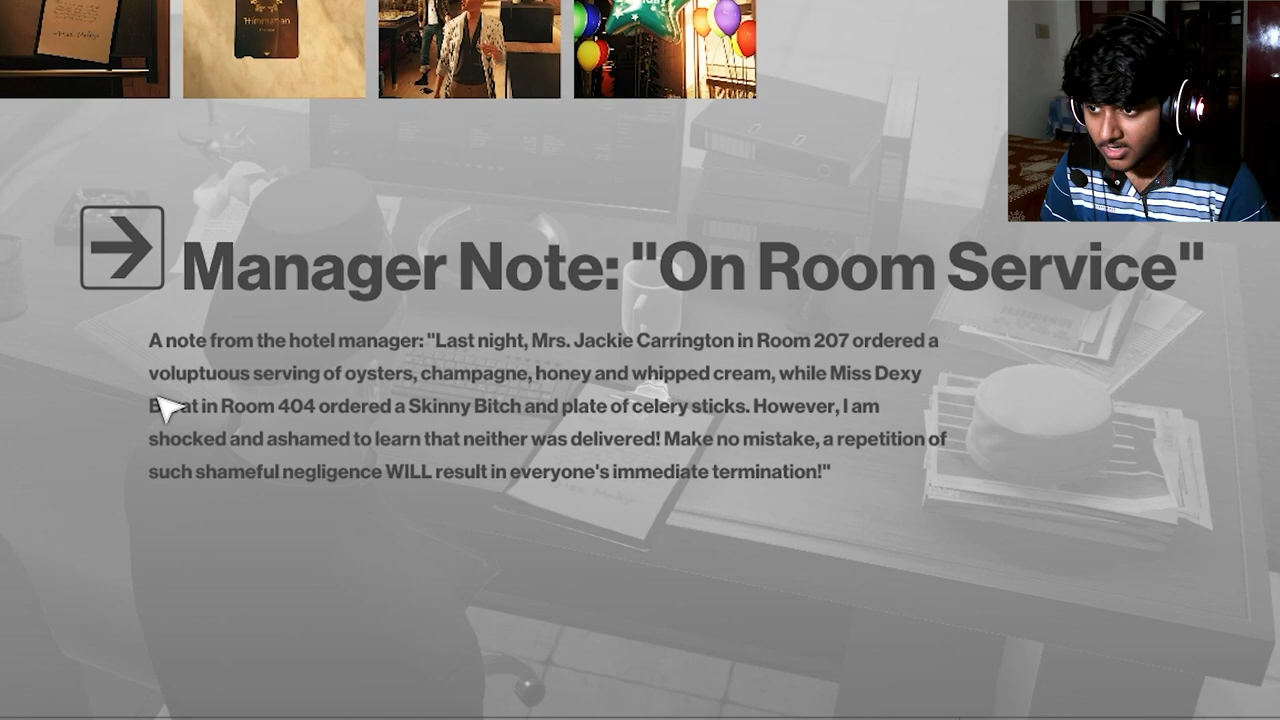 Himmapan
Manager Note: "On Room Service"
A note from the hotel manager: "Last night, Mrs. Jackie Carrington in Room 207 ordered a
voluptuous serving of oysters, champagne, honey and whipped cream, while Miss Dexy
in Room 404 ordered a Skinny Bitch and plate of celery sticks. However, I am
shocked and ashamed to learn that neither was delivered! Make no mistake, a repetition of
such shameful negligence WILL result in everyone's immediate termination!"